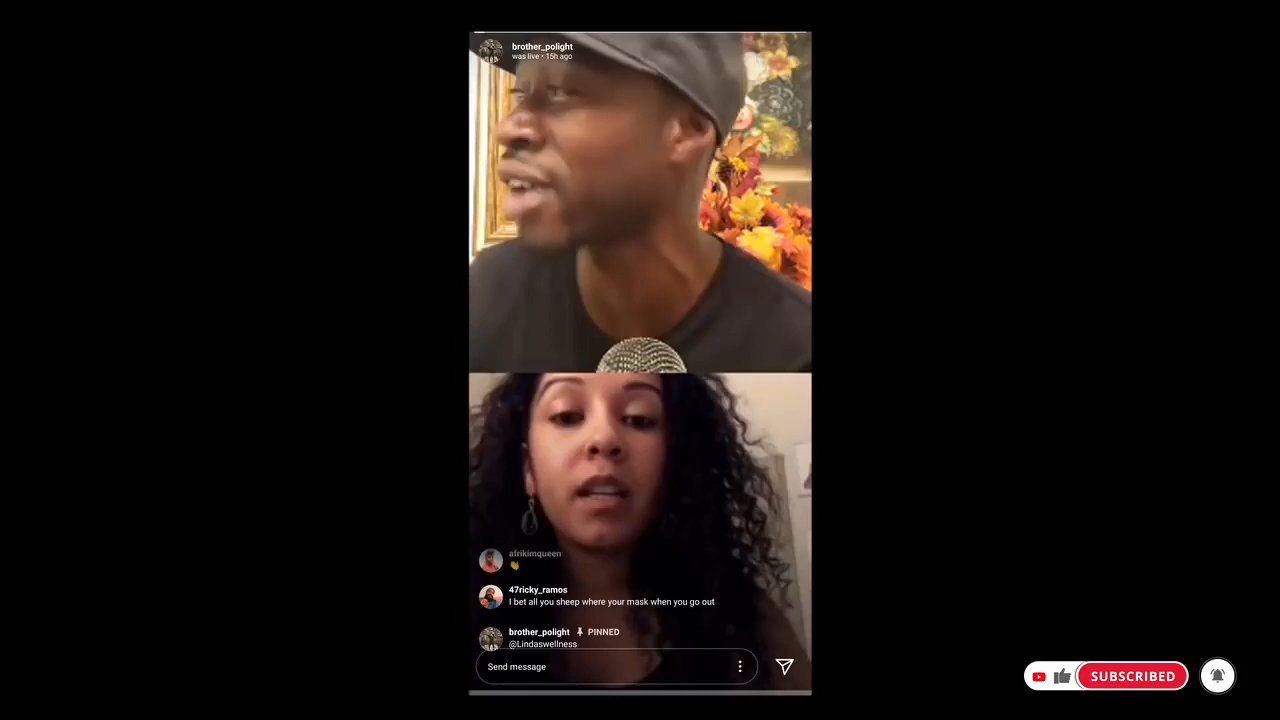 brother_polight
was live • 15h ago
afrikimqueen
👏
47ricky_ramos
I bet all you sheep where your mask when you go out
brother_polight PINNED
@Lindaswellness
Send message
SUBSCRIBED